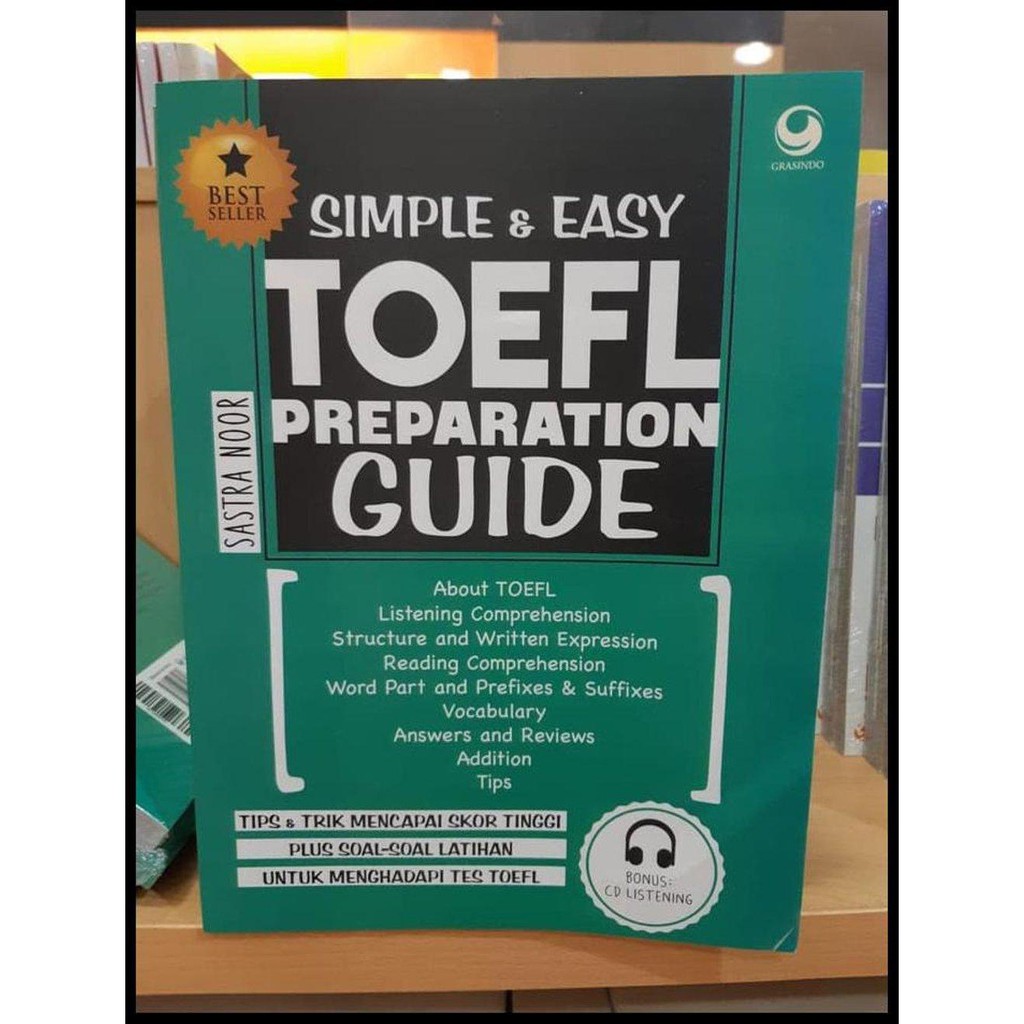 BEST
SELLER
GRASINDO
SIMPLE & EASY
TOEFL
PREPARATION
GUIDE
SASTRA NOOR
About TOEFL
Listening Comprehension
Structure and Written Expression
Reading Comprehension
Word Part and Prefixes & Suffixes
Vocabulary
Answers and Reviews
Addition
Tips
TIPS & TRIK MENCAPAI SKOR TINGGI
PLUS SOAL-SOAL LATIHAN
UNTUK MENGHADAPI TES TOEFL
BONUS:
CD LISTENING